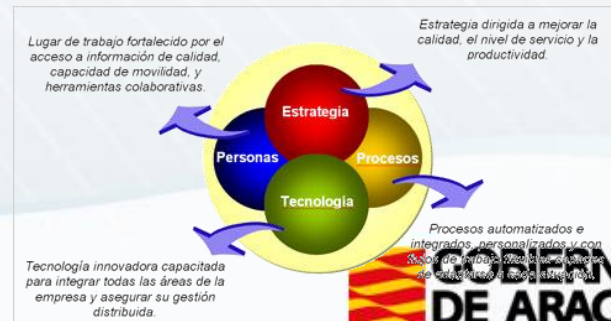 Estrategia dirigida a mejorar la
calidad, el nivel de servicio y la
productividad.
Lugar de trabajo fortalecido por el
acceso a información de calidad,
capacidad de movilidad, y
herramientas colaborativas.
Estrategia
Personas
Procesos
Tecnología
Procesos automatizados e
integrados, personalizados y con
Tecnología innovadora capacitada
para integrar todas las áreas de la
empresa y asegurar su gestión
distribuida.
DE ARAG